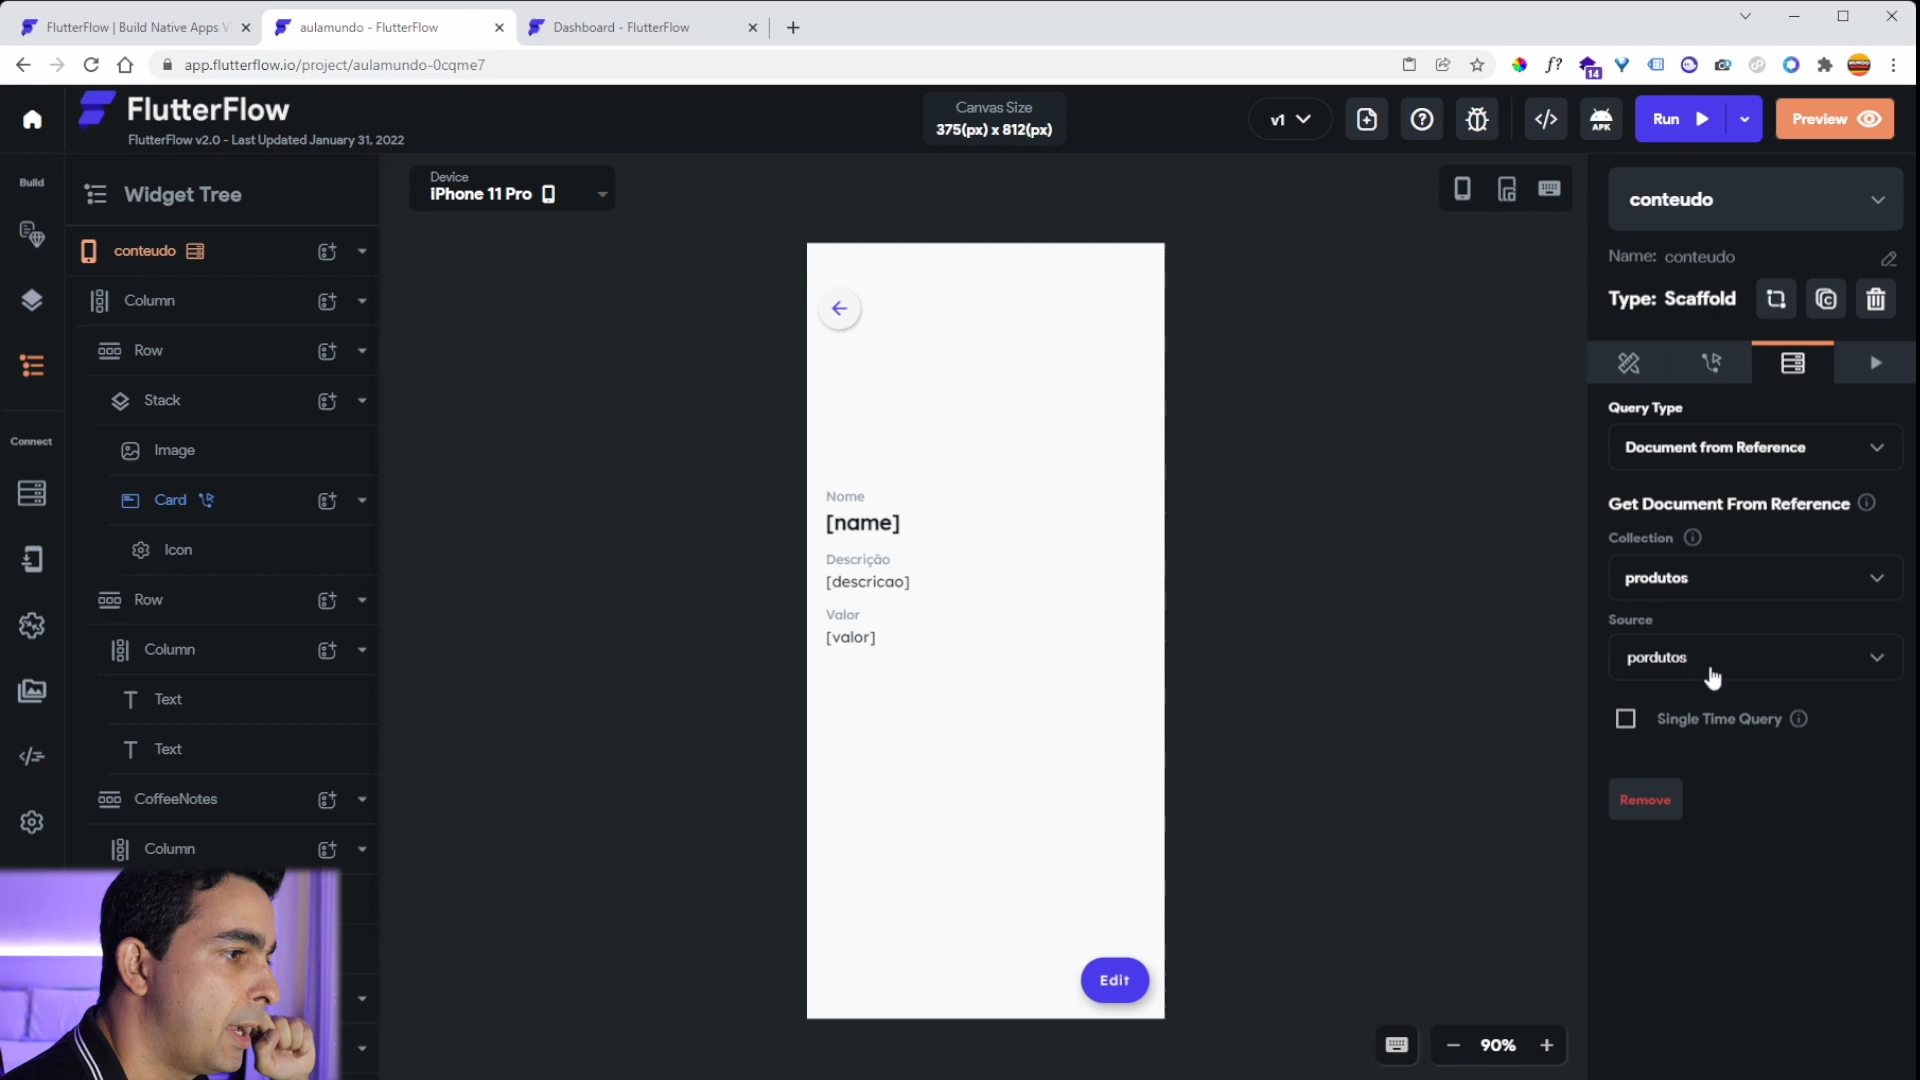 FlutterFlow | Build Native Apps V
aulamundo - FlutterFlow
Dashboard - FlutterFlow
app.flutterflow.io/project/aulamundo-0cqme7
f?
14
FlutterFlow
FlutterFlow v2.0 - Last Updated January 31, 2022
Canvas Size
375(px) x 812(px)
v1
APK
Run
Preview
Build
Widget Tree
Device
iPhone 11 Pro
conteudo
conteudo
Column
Name: conteudo
Type: Scaffold
Row
Stack
Query Type
Document from Reference
Connect
Image
Card
Icon
Nome
[name]
Descrição
[descricao]
Valor
[valor]
Get Document From Reference
Collection
produtos
Source
pordutos
Single Time Query
Remove
Row
Column
Text
Text
CoffeeNotes
Column
Edit
90%